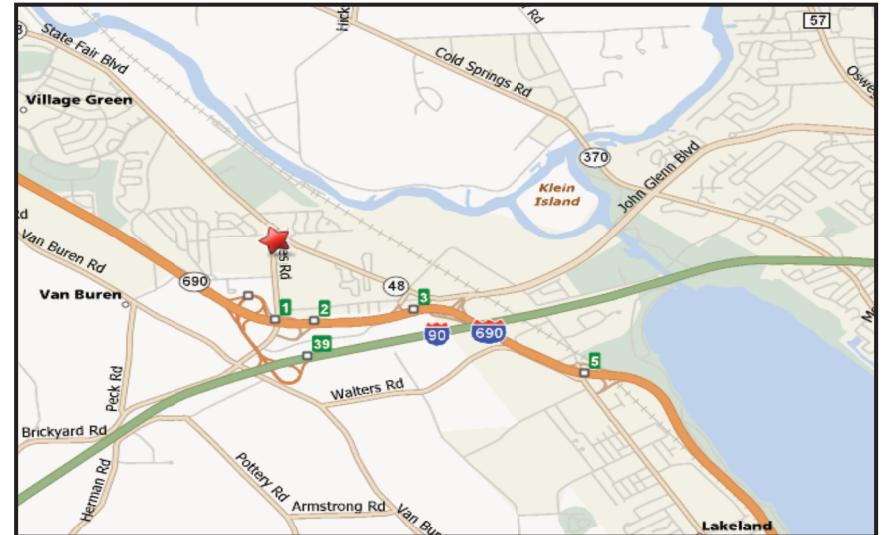 57
State Fair Blvd
Cold Springs Rd
Village Green
370
Klein
Island
John Glenn Blvd
Van Buren Rd
690
48
Van Buren
1
2
3
90
690
39
5
Walters Rd
Peck Rd
Brickyard Rd
Pottery Rd
Herman Rd
Armstrong Rd
Lakeland